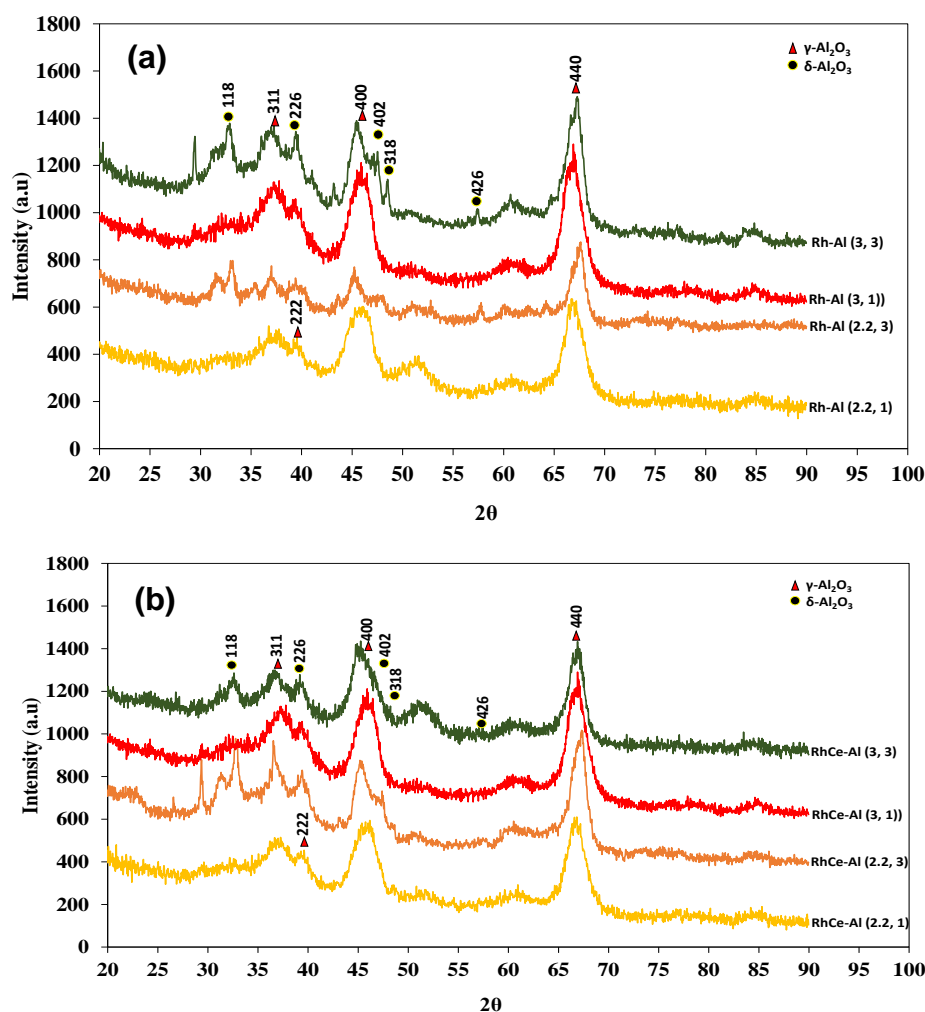 (a)
γ-Al₂O₃
δ-Al₂O₃
1800
1600
1400
1200
1000
800
600
400
200
0
Intensity (a.u)
118
311
226
400
402
318
426
440
222
Rh-Al (3, 3)
Rh-Al (3, 1))
Rh-Al (2.2, 3)
Rh-Al (2.2, 1)
20 25 30 35 40 45 50 55 60 65 70 75 80 85 90 95 100
2θ
(b)
γ-Al₂O₃
δ-Al₂O₃
1800
1600
1400
1200
1000
800
600
400
200
0
Intensity (a.u)
118
311
226
400
402
318
426
440
222
RhCe-Al (3, 3)
RhCe-Al (3, 1))
RhCe-Al (2.2, 3)
RhCe-Al (2.2, 1)
20 25 30 35 40 45 50 55 60 65 70 75 80 85 90 95 100
2θ